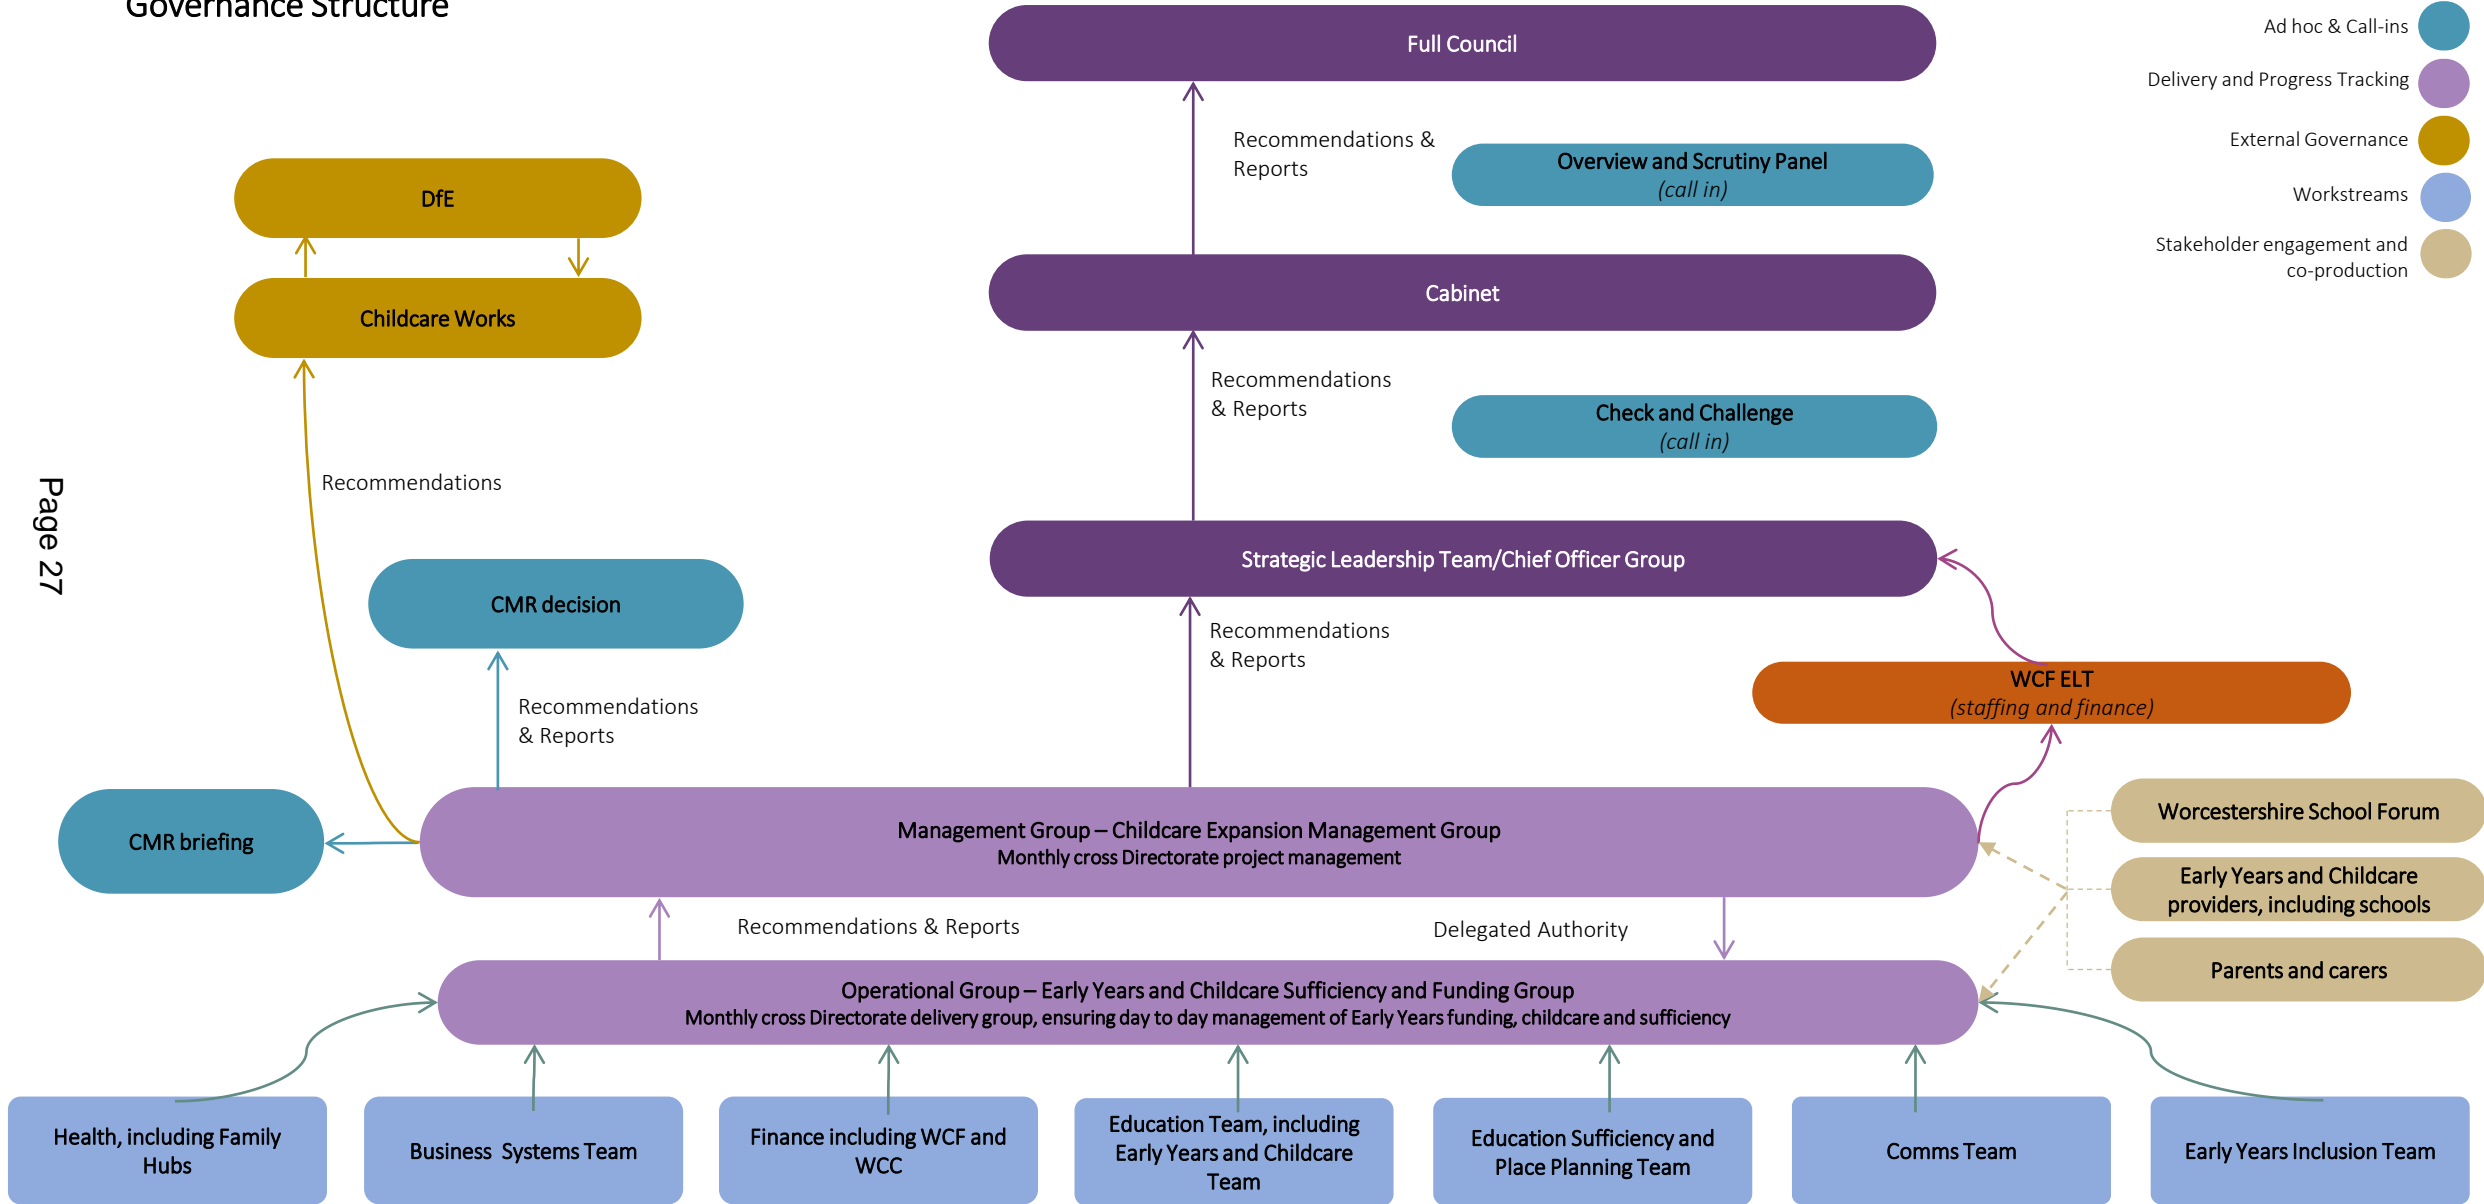 Governance Structure
Full Council
Ad hoc & Call-ins
Delivery and Progress Tracking
External Governance
Workstreams
Stakeholder engagement and
co-production
Recommendations &
Reports
Overview and Scrutiny Panel
(call in)
DfE
Childcare Works
Cabinet
Recommendations
& Reports
Check and Challenge
(call in)
Recommendations
Page 27
Strategic Leadership Team/Chief Officer Group
CMR decision
Recommendations
& Reports
WCF ELT
(staffing and finance)
Recommendations
& Reports
CMR briefing
Management Group – Childcare Expansion Management Group
Monthly cross Directorate project management
Worcestershire School Forum
Early Years and Childcare
providers, including schools
Parents and carers
Recommendations & Reports
Delegated Authority
Operational Group – Early Years and Childcare Sufficiency and Funding Group
Monthly cross Directorate delivery group, ensuring day to day management of Early Years funding, childcare and sufficiency
Health, including Family
Hubs
Business  Systems Team
Finance including WCF and
WCC
Education Team, including
Early Years and Childcare
Team
Education Sufficiency and
Place Planning Team
Comms Team
Early Years Inclusion Team